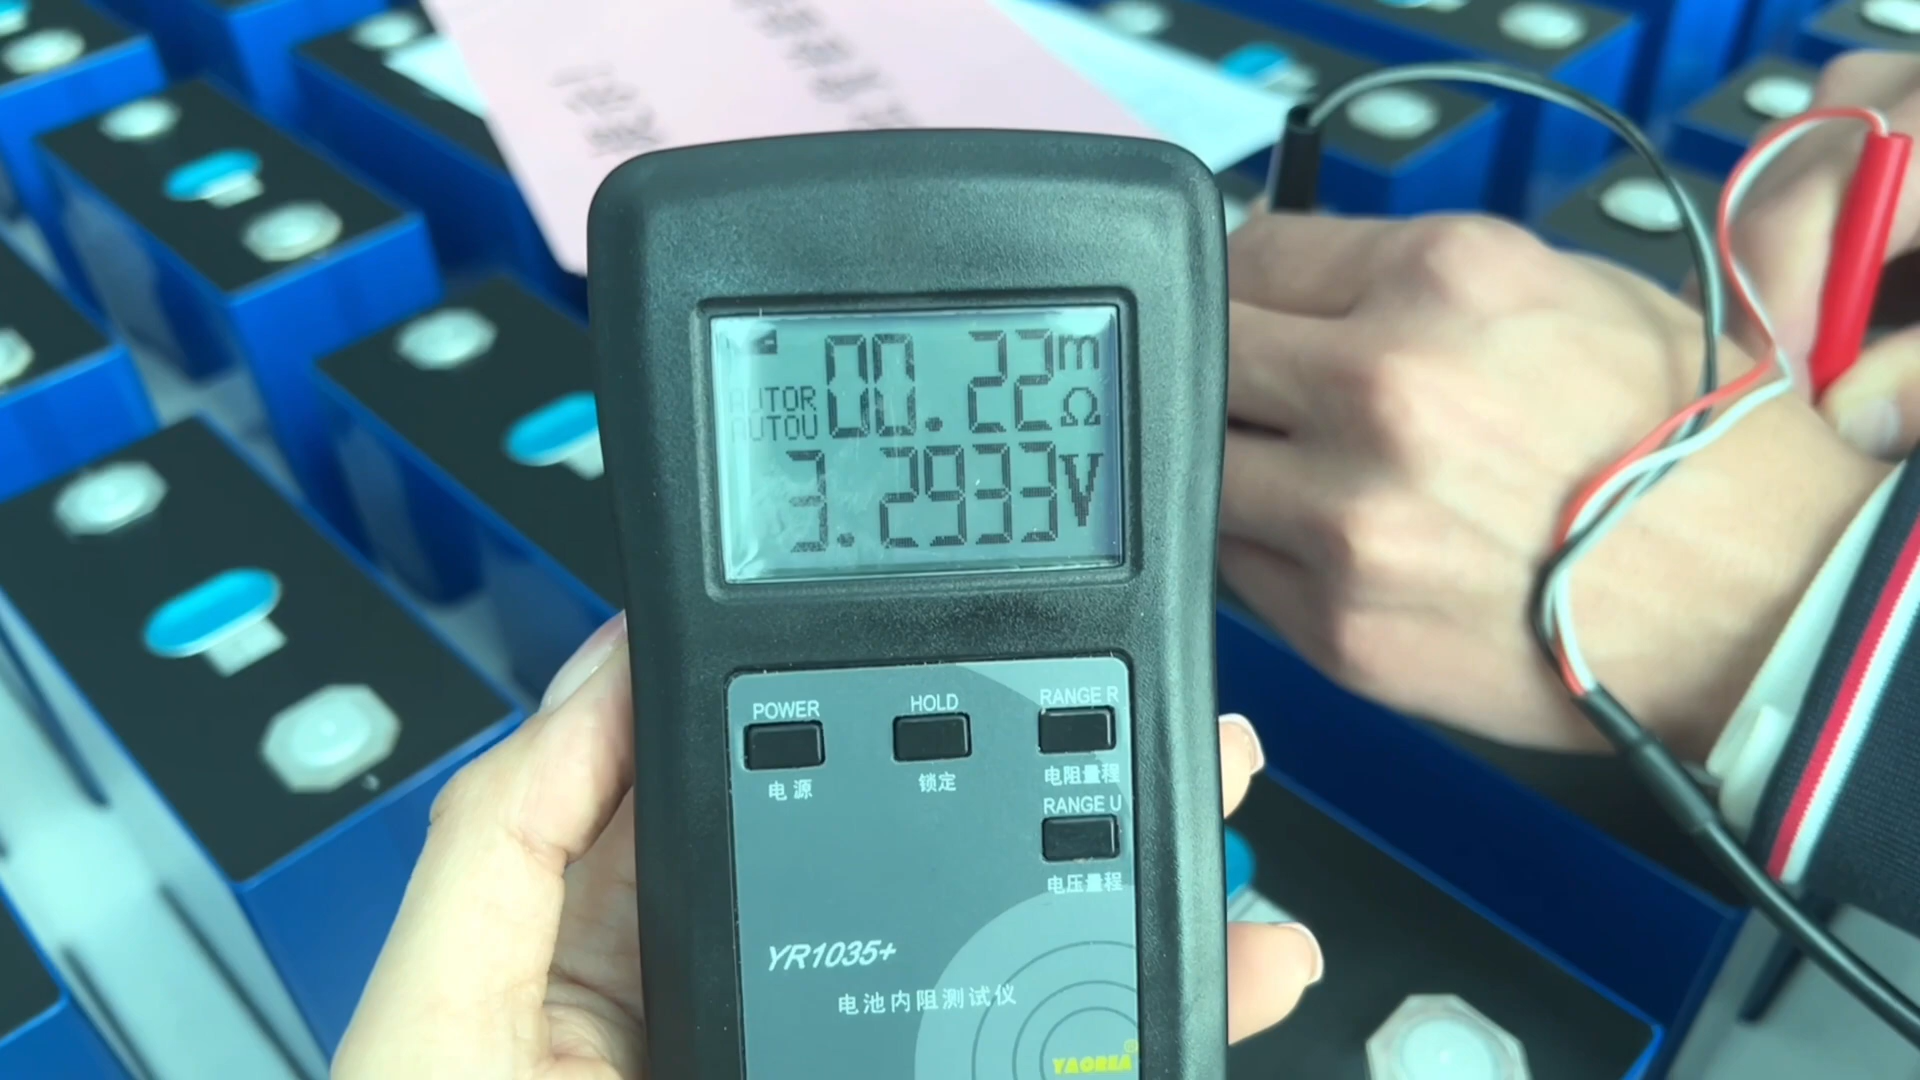 00.22mΩ
AUTOR
AUTOU
3.2933V
POWER
HOLD
RANGE R
电源
锁定
电阻量程
RANGE U
电压量程
YR1035+
电池内阻测试仪
YAOREA®